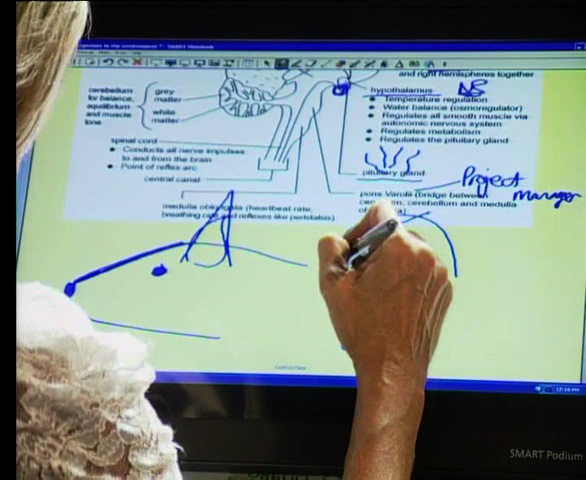 and right hemispheres together
hypothalamus NS
Temperature regulation
Water balance (osmoregulator)
Regulates all smooth muscle via
autonomic nervous system
Regulates metabolism
Regulates the pituitary gland
cerebellum
for balance,
equilibrium
and muscle
tone
grey
matter
white
matter
spinal cord
Conducts all nerve impulses
to and from the brain
Point of reflex arc
central canal
pituitary gland
pons Varolii (bridge between
cerebellum and medulla
Project
manager
medulla oblongata (heartbeat rate,
breathing rate and reflexes like peristalsis)
SMART Podium